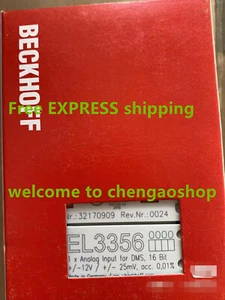 BECKHOFF
Free EXPRESS shipping
Nr.: 32170909 Rev.Nr.: 0024
welcome to chengaoshop
EL3356 0000
1 x Analog Input for DMS, 16 Bit
+/-12V / +/- 25mV, acc. 0,01%